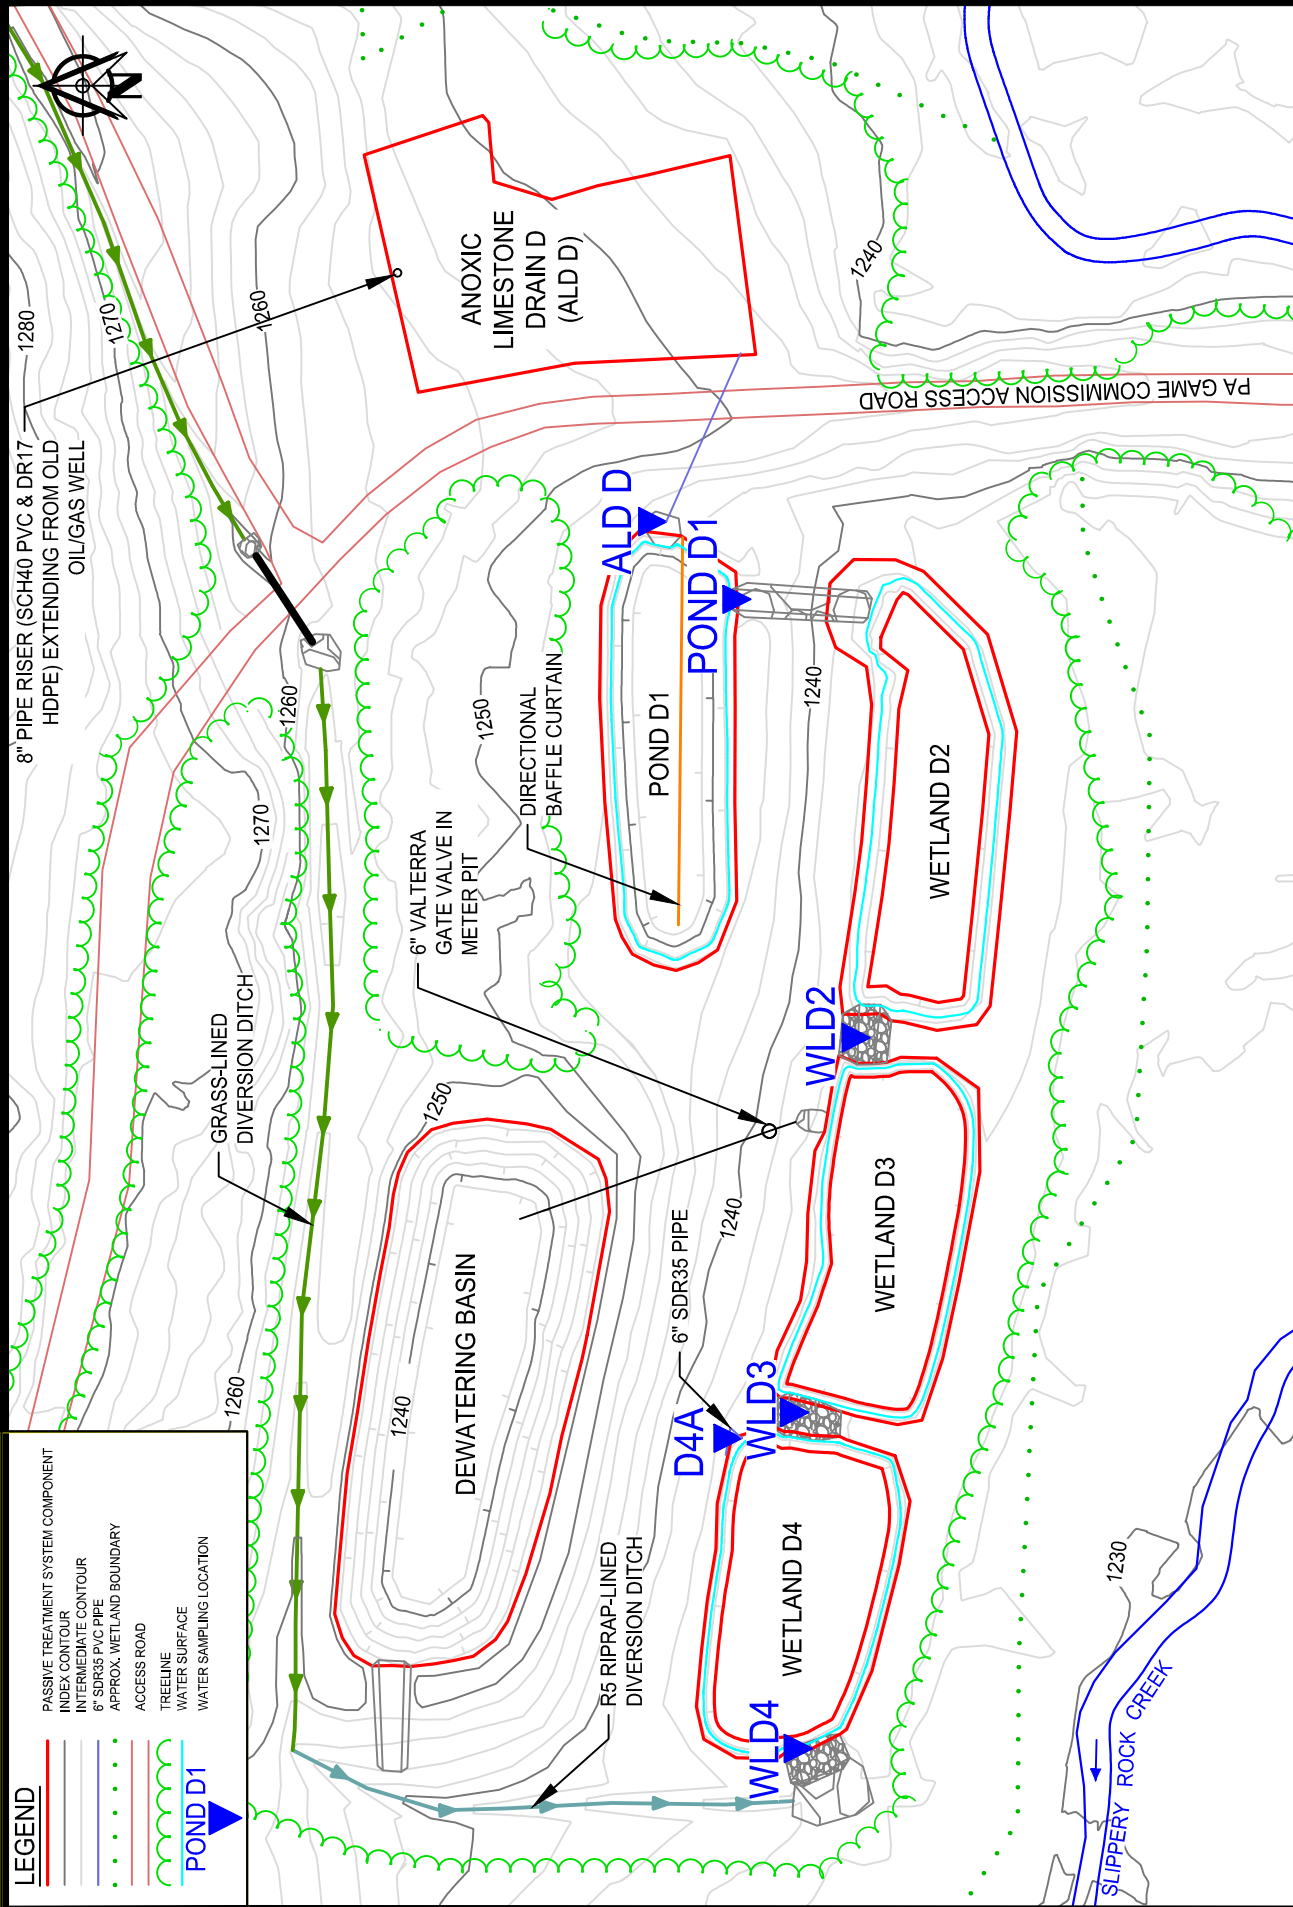 8" PIPE RISER (SCH40 PVC & DR17
HDPE) EXTENDING FROM OLD
OIL/GAS WELL
N
1280
1270
1260
ANOXIC
LIMESTONE
DRAIN D
(ALD D)
1240
PA GAME COMMISSION ACCESS ROAD
1260
1270
1250
ALD D
POND D1
POND D1
DIRECTIONAL
BAFFLE CURTAIN
6" VALTERRA
GATE VALVE IN
METER PIT
1240
WETLAND D2
WLD2
GRASS-LINED
DIVERSION DITCH
1250
WETLAND D3
1240
6" SDR35 PIPE
DEWATERING BASIN
1240
1260
D4A
WLD3
WETLAND D4
WLD4
R5 RIPRAP-LINED
DIVERSION DITCH
1230
SLIPPERY ROCK CREEK
LEGEND
PASSIVE TREATMENT SYSTEM COMPONENT
INDEX CONTOUR
INTERMEDIATE CONTOUR
6" SDR35 PVC PIPE
APPROX. WETLAND BOUNDARY
ACCESS ROAD
TREELINE
WATER SURFACE
POND D1
WATER SAMPLING LOCATION